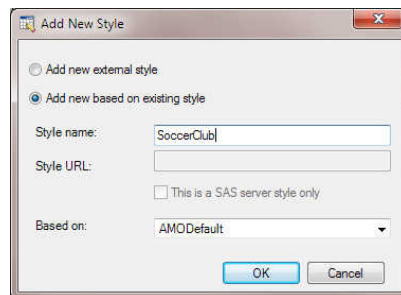 Add New Style
Add new external style
Add new based on existing style
Style name: SoccerClub
Style URL:
This is a SAS server style only
Based on: AMODefault
OK Cancel